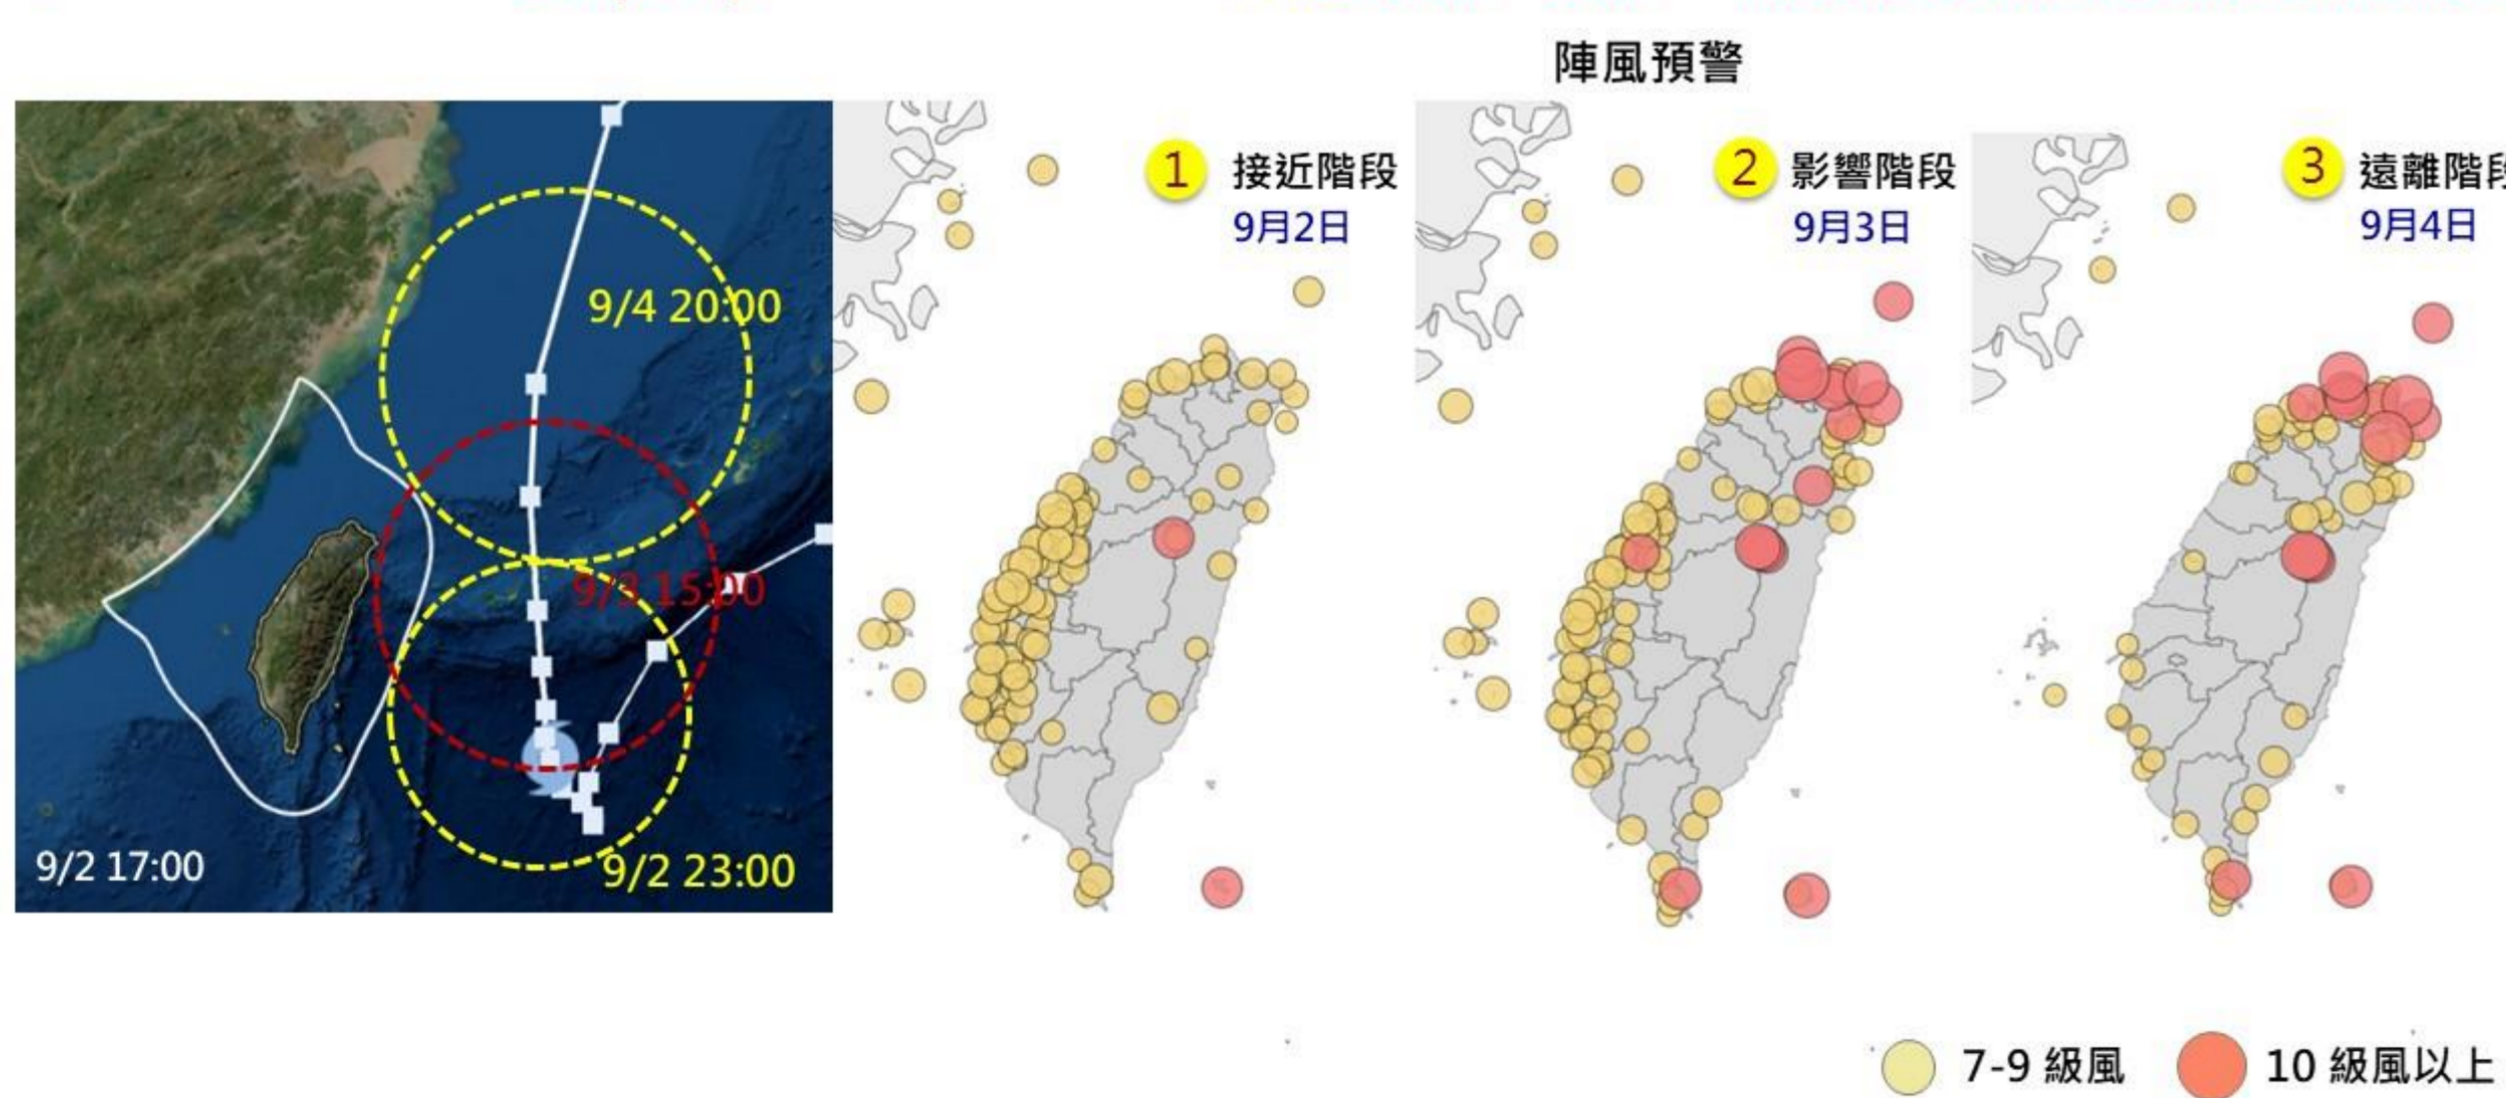 陣風預警
1 接近階段
9月2日
2 影響階段
9月3日
3 遠離階段
9月4日
9/4 20:00
9/3 15:00
9/2 17:00
9/2 23:00
7-9 級風
10 級風以上